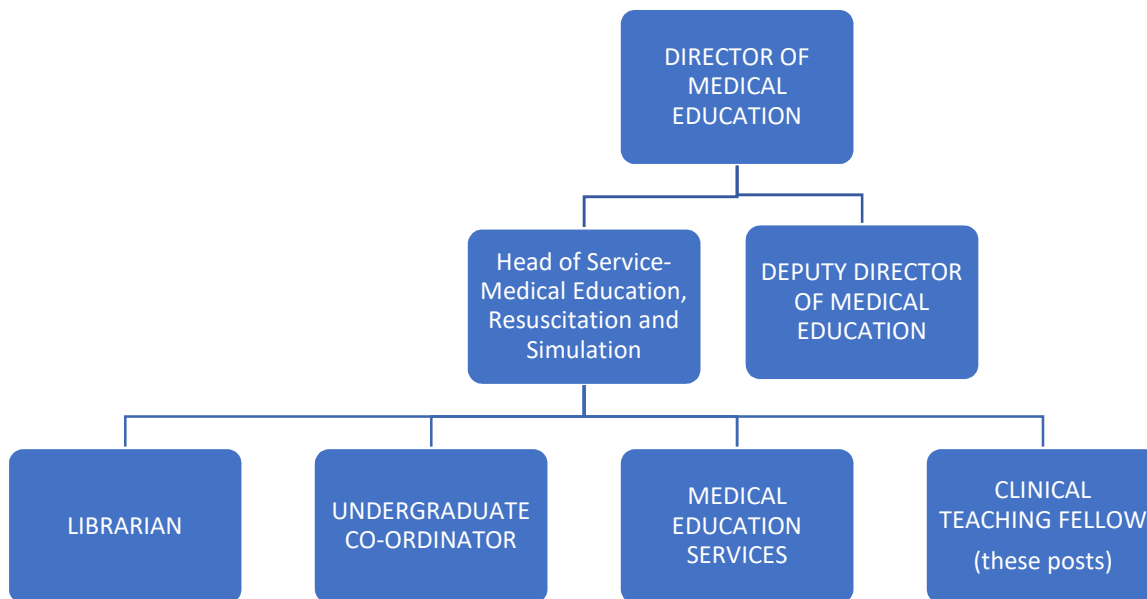 DIRECTOR OF
MEDICAL
EDUCATION
Head of Service-
Medical Education,
Resuscitation and
Simulation
DEPUTY DIRECTOR
OF MEDICAL
EDUCATION
LIBRARIAN
UNDERGRADUATE
CO-ORDINATOR
MEDICAL
EDUCATION
SERVICES
CLINICAL
TEACHING FELLOW
(these posts)